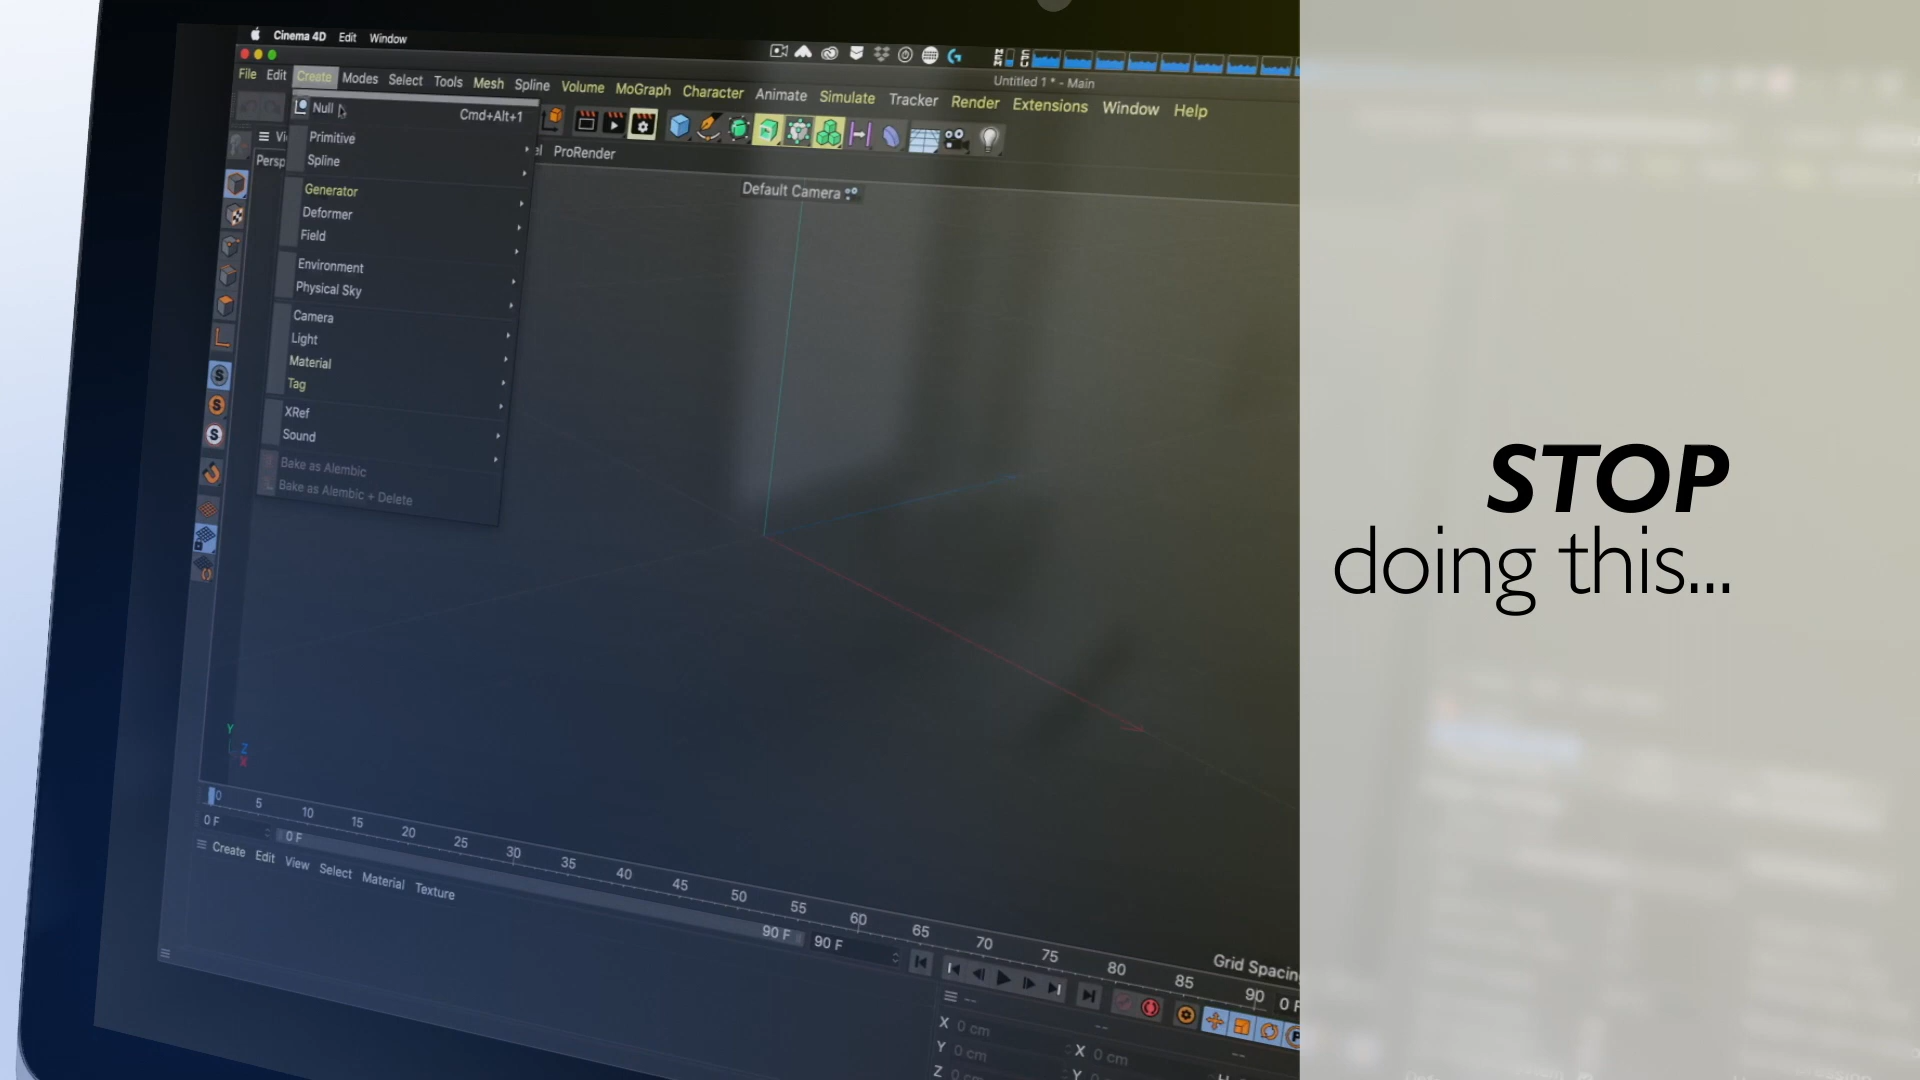 Cinema 4D Edit Window
Untitled 1 * - Main
File Edit Create Modes Select Tools Mesh Spline Volume MoGraph Character Animate Simulate Tracker Render Extensions Window Help
Null Cmd+Alt+1
Primitive
Spline
Generator
Deformer
Field
Environment
Physical Sky
Camera
Light
Material
Tag
XRef
Sound
Bake as Alembic
Bake as Alembic + Delete
ProRender
Default Camera
STOP
doing this...
Y
Z
X
0 5 10 15 20 25 30 35 40 45 50 55 60 65 70 75 80 85 90 0 F
0 F 0 F 90 F 90 F
Create Edit View Select Material Texture
X 0 cm X 0 cm
Y 0 cm Y
Z